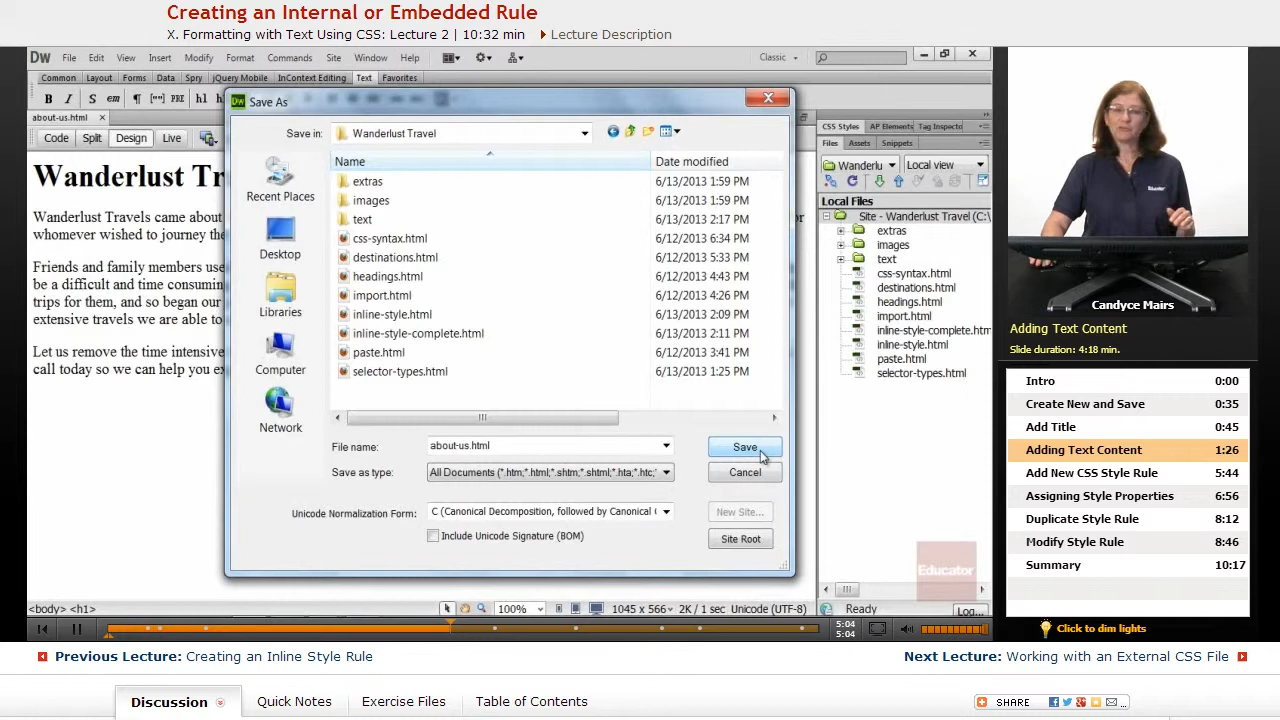 Creating an Internal or Embedded Rule
X. Formatting with Text Using CSS: Lecture 2 | 10:32 min
Lecture Description
DW File Edit View Insert Modify Format Commands Site Window Help Classic
Common Layout Forms Data Spry jQuery Mobile InContext Editing Text Favorites
B I S em ¶ [""] PRE h1
about-us.html
Code Split Design Live
Wanderlust Tr
Wanderlust Travels came about
or
whomever wished to journey the
Friends and family members use
be a difficult and time consumin
trips for them, and so began our
extensive travels we are able to
Let us remove the time intensive
call today so we can help you ex
Dw Save As
Save in: Wanderlust Travel
Name Date modified
extras 6/13/2013 1:59 PM
images 6/13/2013 1:59 PM
text 6/13/2013 2:17 PM
css-syntax.html 6/12/2013 6:34 PM
destinations.html 6/12/2013 5:33 PM
headings.html 6/12/2013 4:43 PM
import.html 6/12/2013 4:26 PM
inline-style.html 6/13/2013 2:09 PM
inline-style-complete.html 6/13/2013 2:11 PM
paste.html 6/12/2013 3:41 PM
selector-types.html 6/13/2013 1:25 PM
Recent Places
Desktop
Libraries
Computer
Network
File name: about-us.html Save
Save as type: All Documents (*.htm;*.html;*.shtm;*.shtml;*.hta;*.htc;* Cancel
Unicode Normalization Form: C (Canonical Decomposition, followed by Canonical C New Site...
Include Unicode Signature (BOM) Site Root
CSS Styles AP Elements Tag Inspecto
Files Assets Snippets
Wanderlu Local view
Local Files
Site - Wanderlust Travel (C:\
extras
images
text
css-syntax.html
destinations.html
headings.html
import.html
inline-style-complete.htm
inline-style.html
paste.html
selector-types.html
Educator
<body> <h1> 100% 1045 x 566 2K / 1 sec Unicode (UTF-8)
Ready Log...
5:04
5:04
Educator
Candyce Mairs
Adding Text Content
Slide duration: 4:18 min.
Intro 0:00
Create New and Save 0:35
Add Title 0:45
Adding Text Content 1:26
Add New CSS Style Rule 5:44
Assigning Style Properties 6:56
Duplicate Style Rule 8:12
Modify Style Rule 8:46
Summary 10:17
Click to dim lights
Previous Lecture: Creating an Inline Style Rule
Next Lecture: Working with an External CSS File
Discussion Quick Notes Exercise Files Table of Contents
SHARE